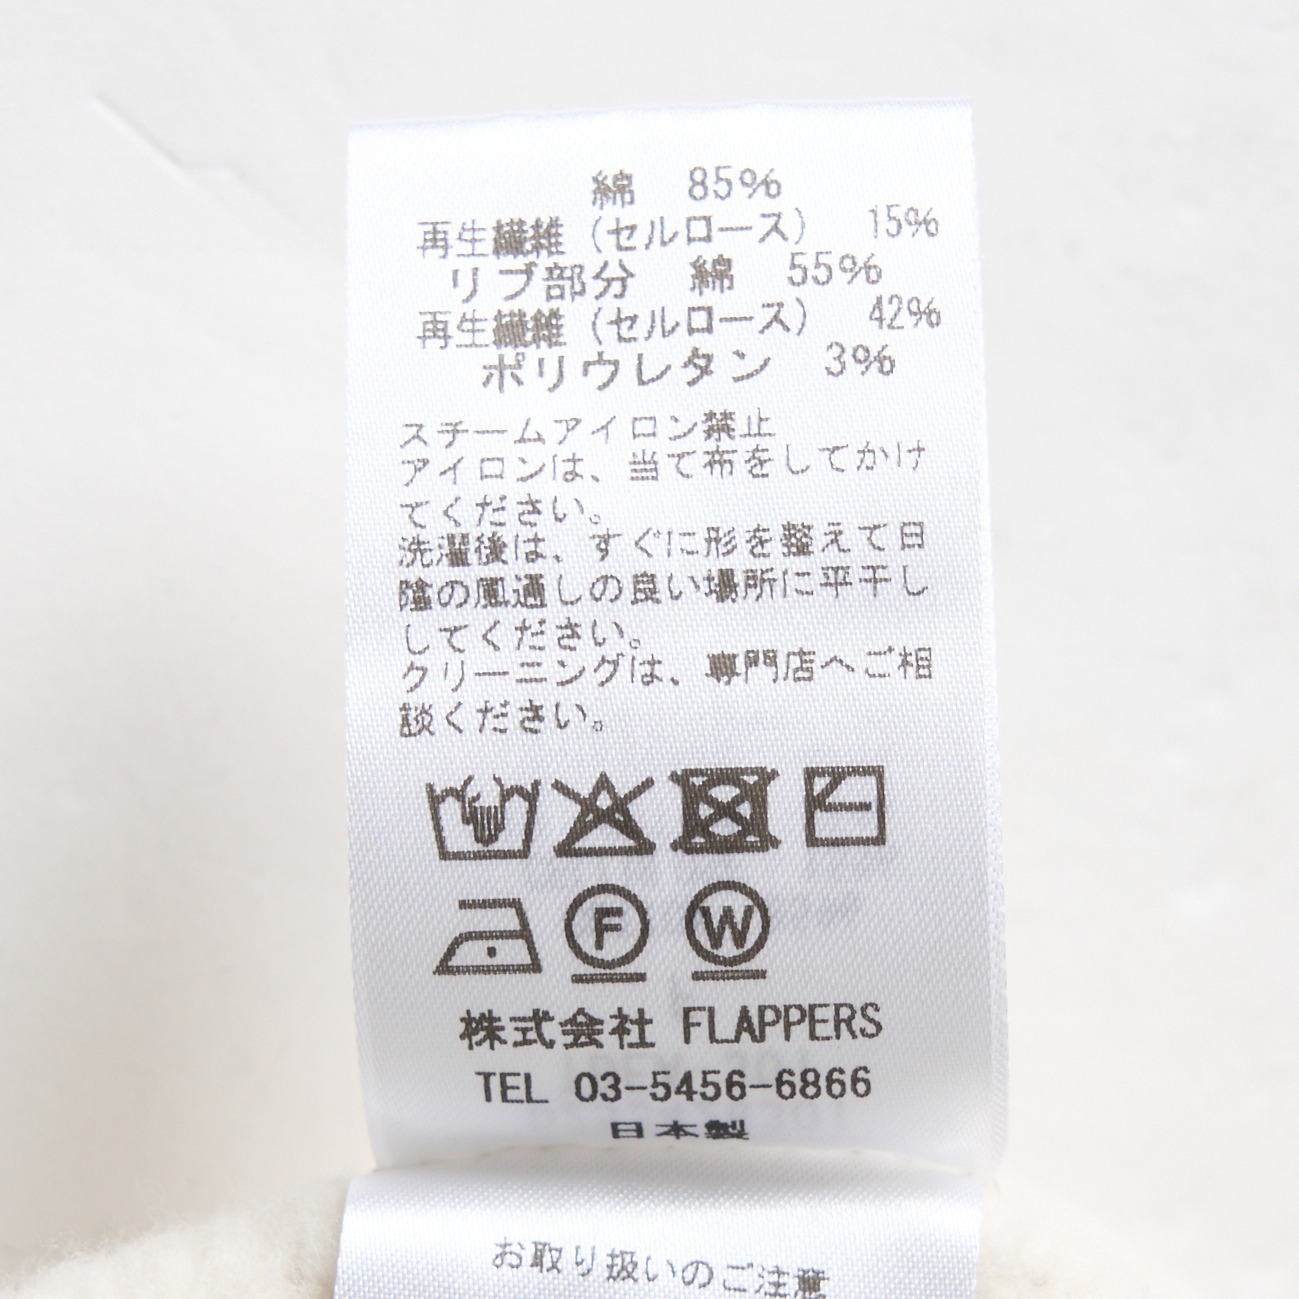 綿 85%
再生繊維（セルロース） 15%
リブ部分 綿 55%
再生繊維（セルロース） 42%
ポリウレタン 3%
スチームアイロン禁止
アイロンは、当て布をしてかけ
てください。
洗濯後は、すぐに形を整えて日
陰の風通しの良い場所に平干し
してください。
クリーニングは、専門店へご相
談ください。
F W
株式会社 FLAPPERS
TEL 03-5456-6866
日本製
お取り扱いのご注意